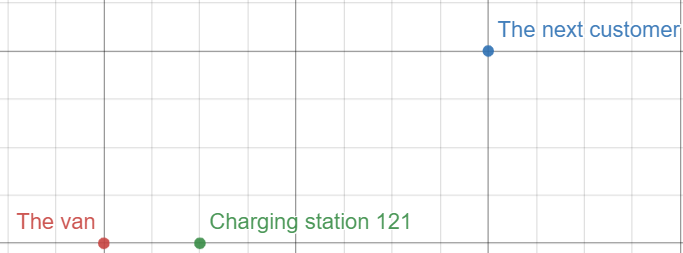 The next customer
The van
Charging station 121